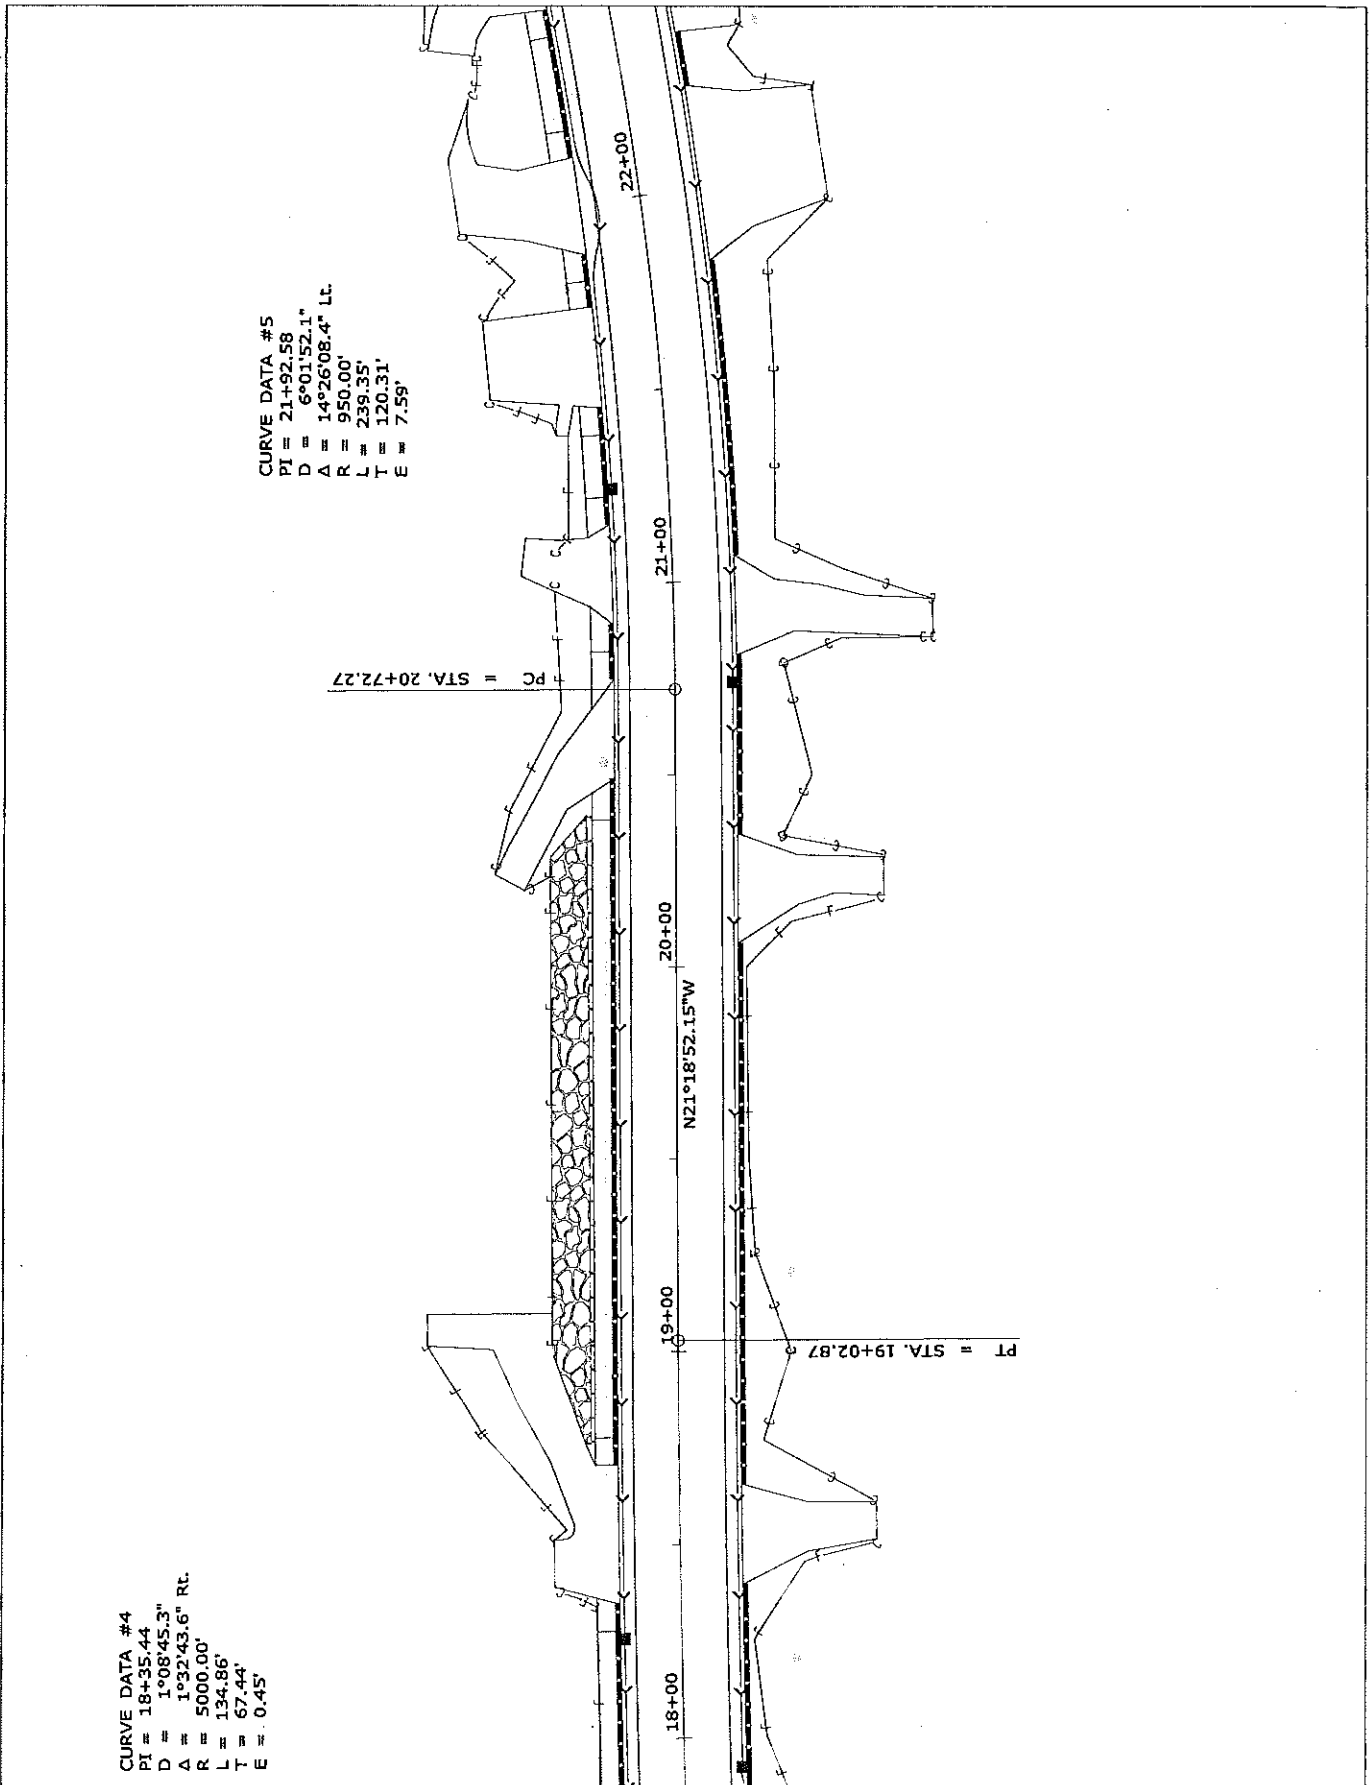 CURVE DATA #5
PI = 21+92.58
D = 6°01'52.1"
Δ = 14°26'08.4" Lt.
R = 950.00'
L = 239.35'
T = 120.31'
E = 7.59'
22+00
21+00
PC = STA. 20+72.27
20+00
N21°18'52.15"W
19+00
PT = STA. 19+02.87
18+00
CURVE DATA #4
PI = 18+35.44
D = 1°08'45.3"
Δ = 1°32'43.6" Rt.
R = 5000.00'
L = 134.86'
T = 67.44'
E = 0.45'